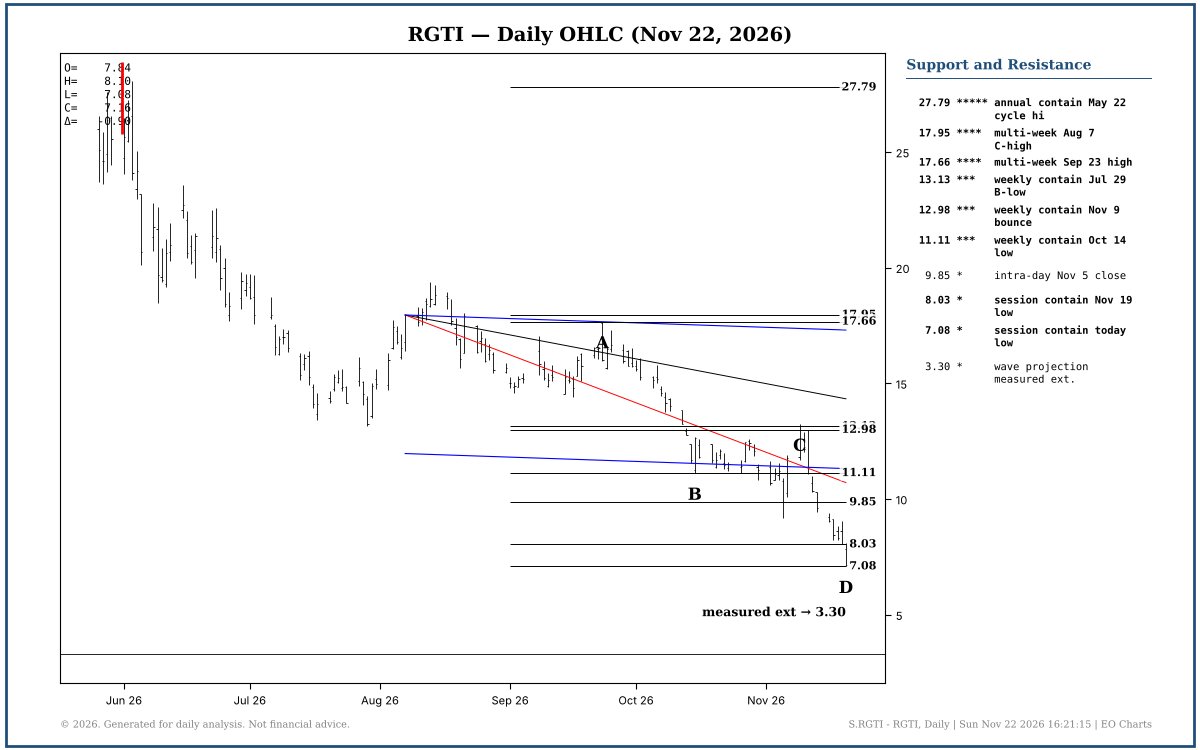 RGTI — Daily OHLC (Nov 22, 2026)
O= 7.84
H= 8.10
L= 7.08
C= 7.16
Δ= -0.90
27.79
17.95
17.66
12.98
11.11
9.85
8.03
7.08
A
B
C
D
measured ext → 3.30
25
20
15
10
5
Jun 26
Jul 26
Aug 26
Sep 26
Oct 26
Nov 26
Support and Resistance
27.79 ***** annual contain May 22
cycle hi
17.95 **** multi-week Aug 7
C-high
17.66 **** multi-week Sep 23 high
13.13 *** weekly contain Jul 29
B-low
12.98 *** weekly contain Nov 9
bounce
11.11 *** weekly contain Oct 14
low
9.85 * intra-day Nov 5 close
8.03 * session contain Nov 19
low
7.08 * session contain today
low
3.30 * wave projection
measured ext.
© 2026. Generated for daily analysis. Not financial advice.
S.RGTI - RGTI, Daily | Sun Nov 22 2026 16:21:15 | EO Charts